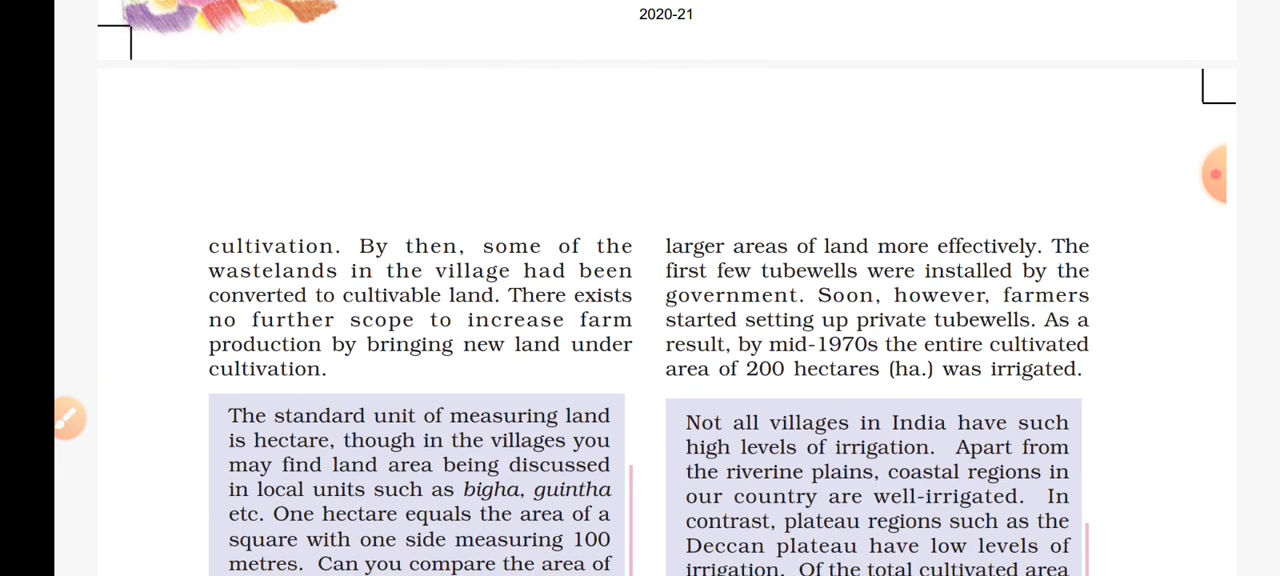 2020-21
cultivation. By then, some of the
wastelands in the village had been
converted to cultivable land. There exists
no further scope to increase farm
production by bringing new land under
cultivation.
The standard unit of measuring land
is hectare, though in the villages you
may find land area being discussed
in local units such as bigha, guintha
etc. One hectare equals the area of a
square with one side measuring 100
metres. Can you compare the area of
larger areas of land more effectively. The
first few tubewells were installed by the
government. Soon, however, farmers
started setting up private tubewells. As a
result, by mid-1970s the entire cultivated
area of 200 hectares (ha.) was irrigated.
Not all villages in India have such
high levels of irrigation. Apart from
the riverine plains, coastal regions in
our country are well-irrigated. In
contrast, plateau regions such as the
Deccan plateau have low levels of
irrigation. Of the total cultivated area